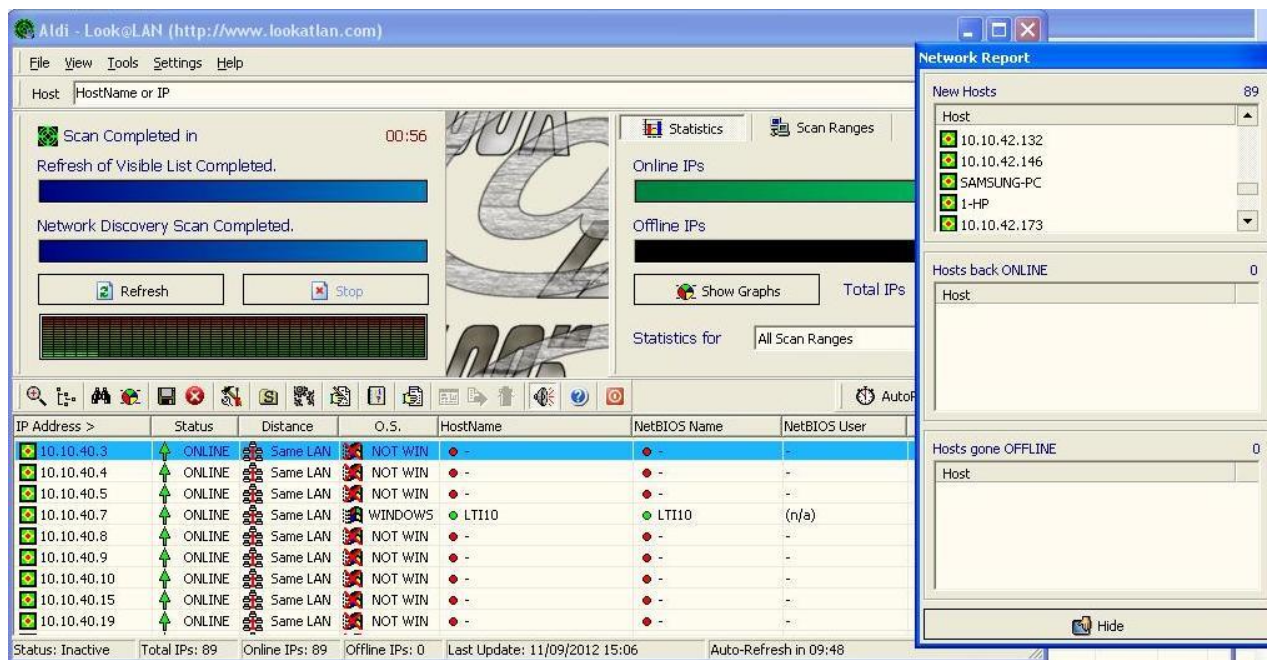 Aldi - Look@LAN (http://www.lookatlan.com)
File View Tools Settings Help
Host HostName or IP
Scan Completed in 00:56
Refresh of Visible List Completed.
Network Discovery Scan Completed.
Refresh Stop
Statistics Scan Ranges
Online IPs
Offline IPs
Show Graphs Total IPs
Statistics for All Scan Ranges
AutoR
IP Address > Status Distance O.S. HostName NetBIOS Name NetBIOS User
10.10.40.3 ONLINE Same LAN NOT WIN - - -
10.10.40.4 ONLINE Same LAN NOT WIN - - -
10.10.40.5 ONLINE Same LAN NOT WIN - - -
10.10.40.7 ONLINE Same LAN WINDOWS LTI10 LTI10 (n/a)
10.10.40.8 ONLINE Same LAN NOT WIN - - -
10.10.40.9 ONLINE Same LAN NOT WIN - - -
10.10.40.10 ONLINE Same LAN NOT WIN - - -
10.10.40.15 ONLINE Same LAN NOT WIN - - -
10.10.40.19 ONLINE Same LAN NOT WIN - - -
Status: Inactive Total IPs: 89 Online IPs: 89 Offline IPs: 0 Last Update: 11/09/2012 15:06 Auto-Refresh in 09:48
Network Report
New Hosts 89
Host
10.10.42.132
10.10.42.146
SAMSUNG-PC
1-HP
10.10.42.173
Hosts back ONLINE 0
Host
Hosts gone OFFLINE 0
Host
Hide